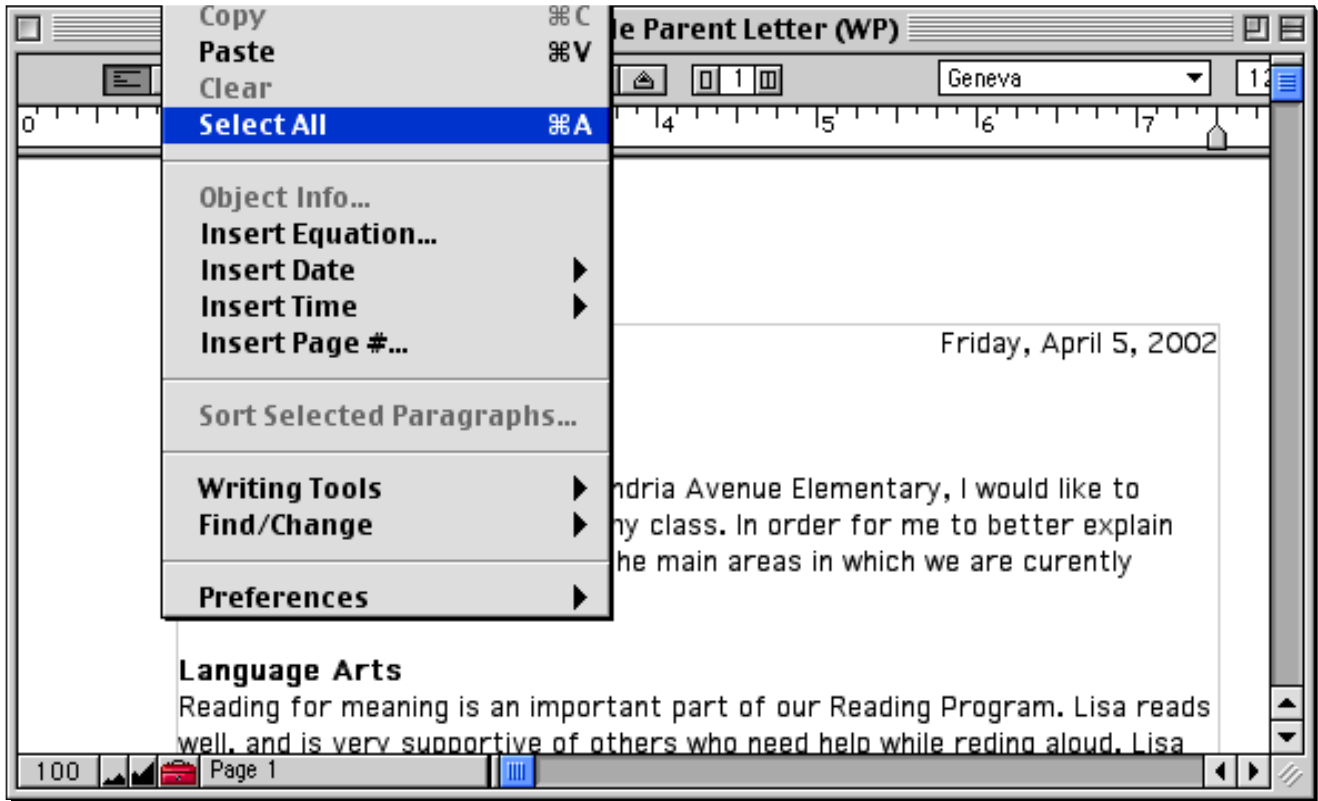 Copy ⌘C
le Parent Letter (WP)
Paste ⌘V
1
Geneva
12
Clear
Select All ⌘A
0 4 5 6 7
Object Info...
Insert Equation...
Insert Date
Insert Time
Insert Page #...
Friday, April 5, 2002
Sort Selected Paragraphs...
Writing Tools
ndria Avenue Elementary, I would like to
Find/Change
y class. In order for me to better explain
he main areas in which we are curently
Preferences
Language Arts
Reading for meaning is an important part of our Reading Program. Lisa reads
well, and is very supportive of others who need help while reding aloud. Lisa
100 Page 1